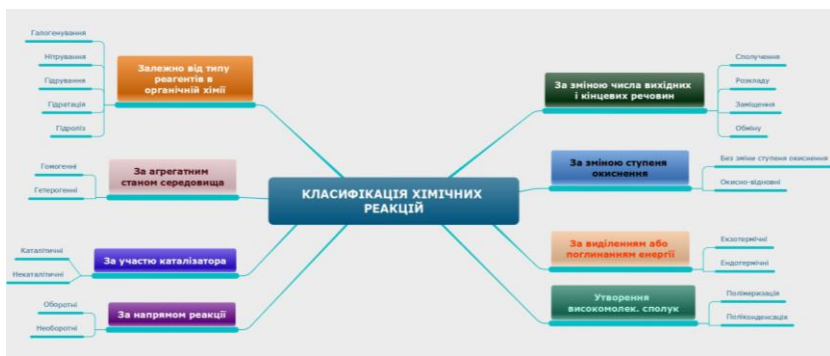 КЛАСИФІКАЦІЯ ХІМІЧНИХ
РЕАКЦІЙ
Залежно від типу
реагентів в
органічній хімії
Галогенування
Нітрування
Гідрування
Гідратація
Гідроліз
За агрегатним
станом середовища
Гомогенні
Гетерогенні
За участю каталізатора
Каталітичні
Некаталітичні
За напрямом реакції
Оборотні
Необоротні
За зміною числа вихідних
і кінцевих речовин
Сполучення
Розкладу
Заміщення
Обміну
За зміною ступеня
окиснення
Без зміни ступеня окиснення
Окисно-відновні
За виділенням або
поглинанням енергії
Екзотермічні
Ендотермічні
Утворення
високомолек. сполук
Полімеризація
Поліконденсація